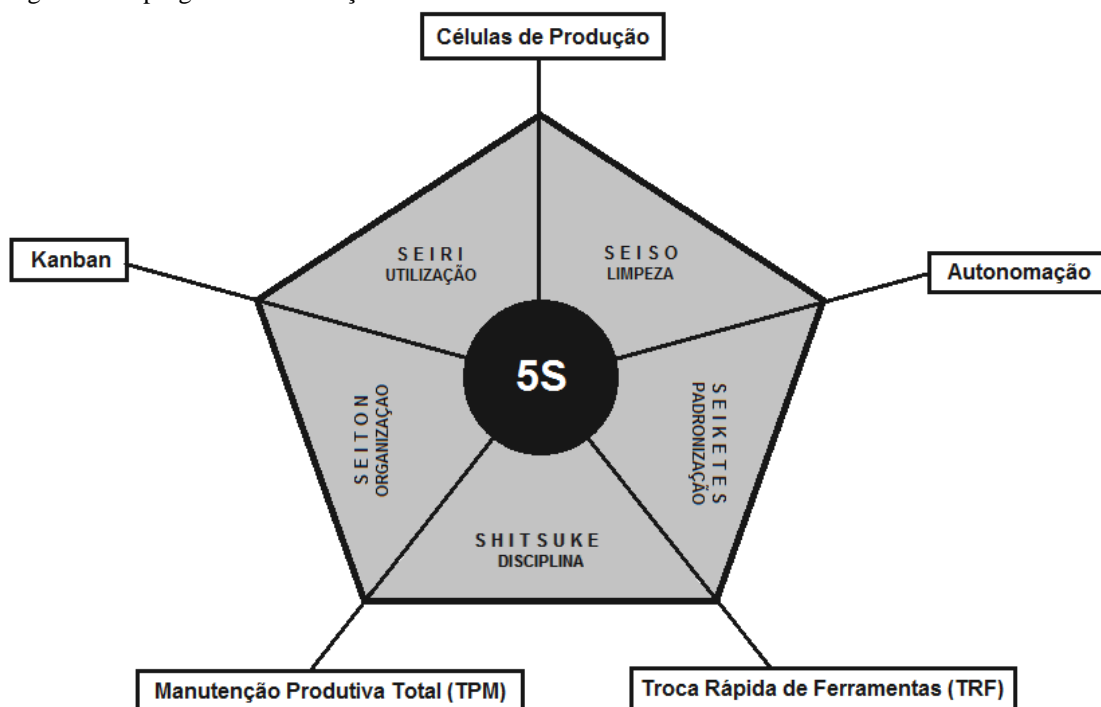 Células de Produção
Kanban
SEIRI
UTILIZAÇÃO
SEISO
LIMPEZA
Autonomação
5S
SEITON
ORGANIZAÇAO
SEIKETES
PADRONIZAÇÃO
SHITSUKE
DISCIPLINA
Manutenção Produtiva Total (TPM)
Troca Rápida de Ferramentas (TRF)